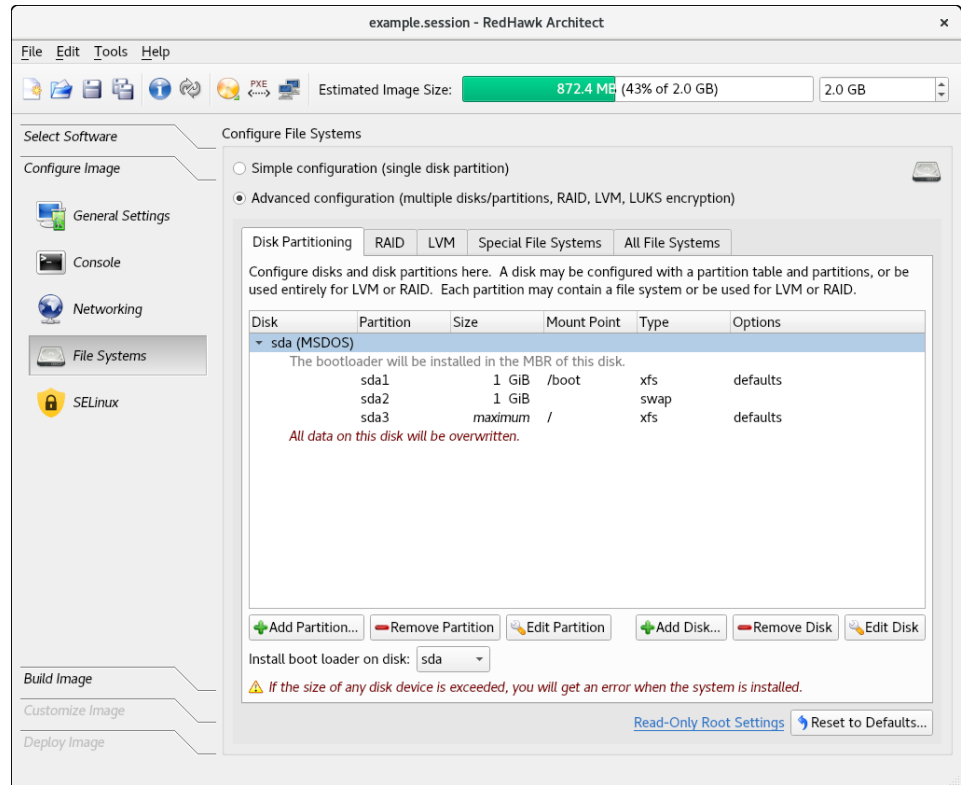 example.session - RedHawk Architect
File Edit Tools Help
PXE Estimated Image Size: 872.4 MB (43% of 2.0 GB) 2.0 GB
Select Software
Configure Image
General Settings
Console
Networking
File Systems
SELinux
Build Image
Customize Image
Deploy Image
Configure File Systems
Simple configuration (single disk partition)
Advanced configuration (multiple disks/partitions, RAID, LVM, LUKS encryption)
Disk Partitioning RAID LVM Special File Systems All File Systems
Configure disks and disk partitions here. A disk may be configured with a partition table and partitions, or be
used entirely for LVM or RAID. Each partition may contain a file system or be used for LVM or RAID.
Disk Partition Size Mount Point Type Options
sda (MSDOS)
The bootloader will be installed in the MBR of this disk.
sda1 1 GiB /boot xfs defaults
sda2 1 GiB swap
sda3 maximum / xfs defaults
All data on this disk will be overwritten.
Add Partition... Remove Partition Edit Partition Add Disk... Remove Disk Edit Disk
Install boot loader on disk: sda
If the size of any disk device is exceeded, you will get an error when the system is installed.
Read-Only Root Settings Reset to Defaults...